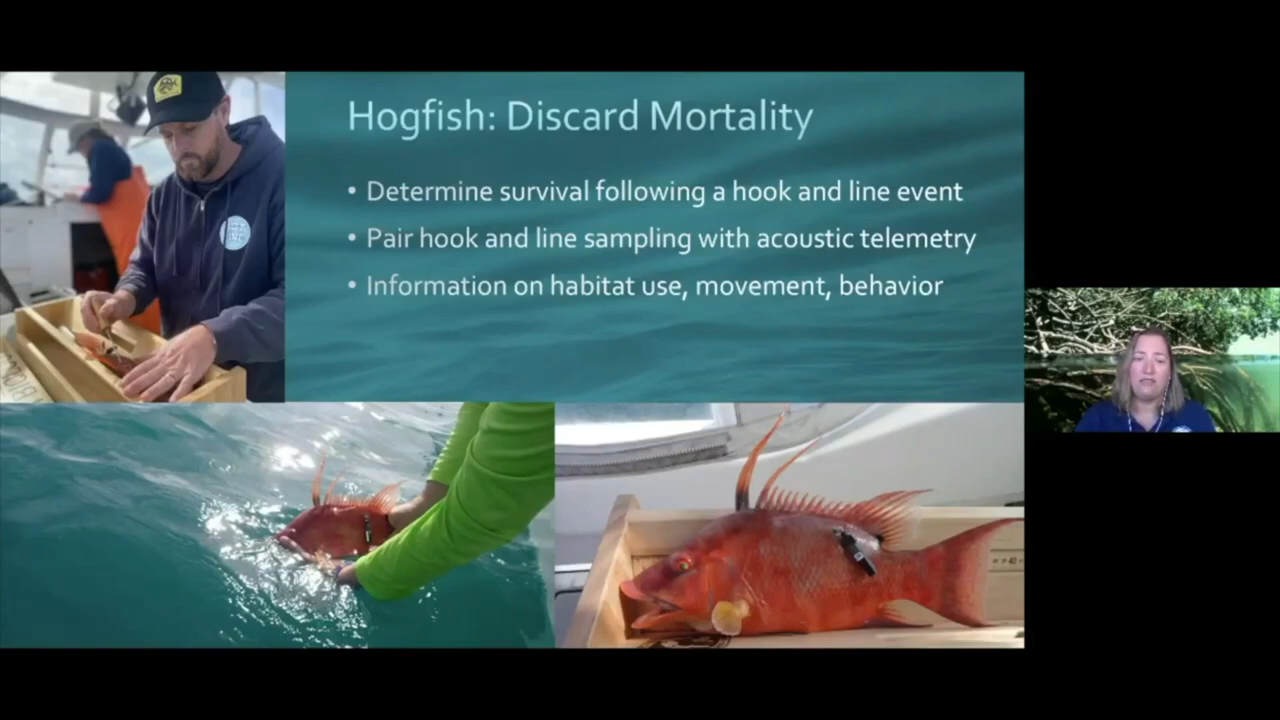 Hogfish: Discard Mortality
• Determine survival following a hook and line event
• Pair hook and line sampling with acoustic telemetry
• Information on habitat use, movement, behavior